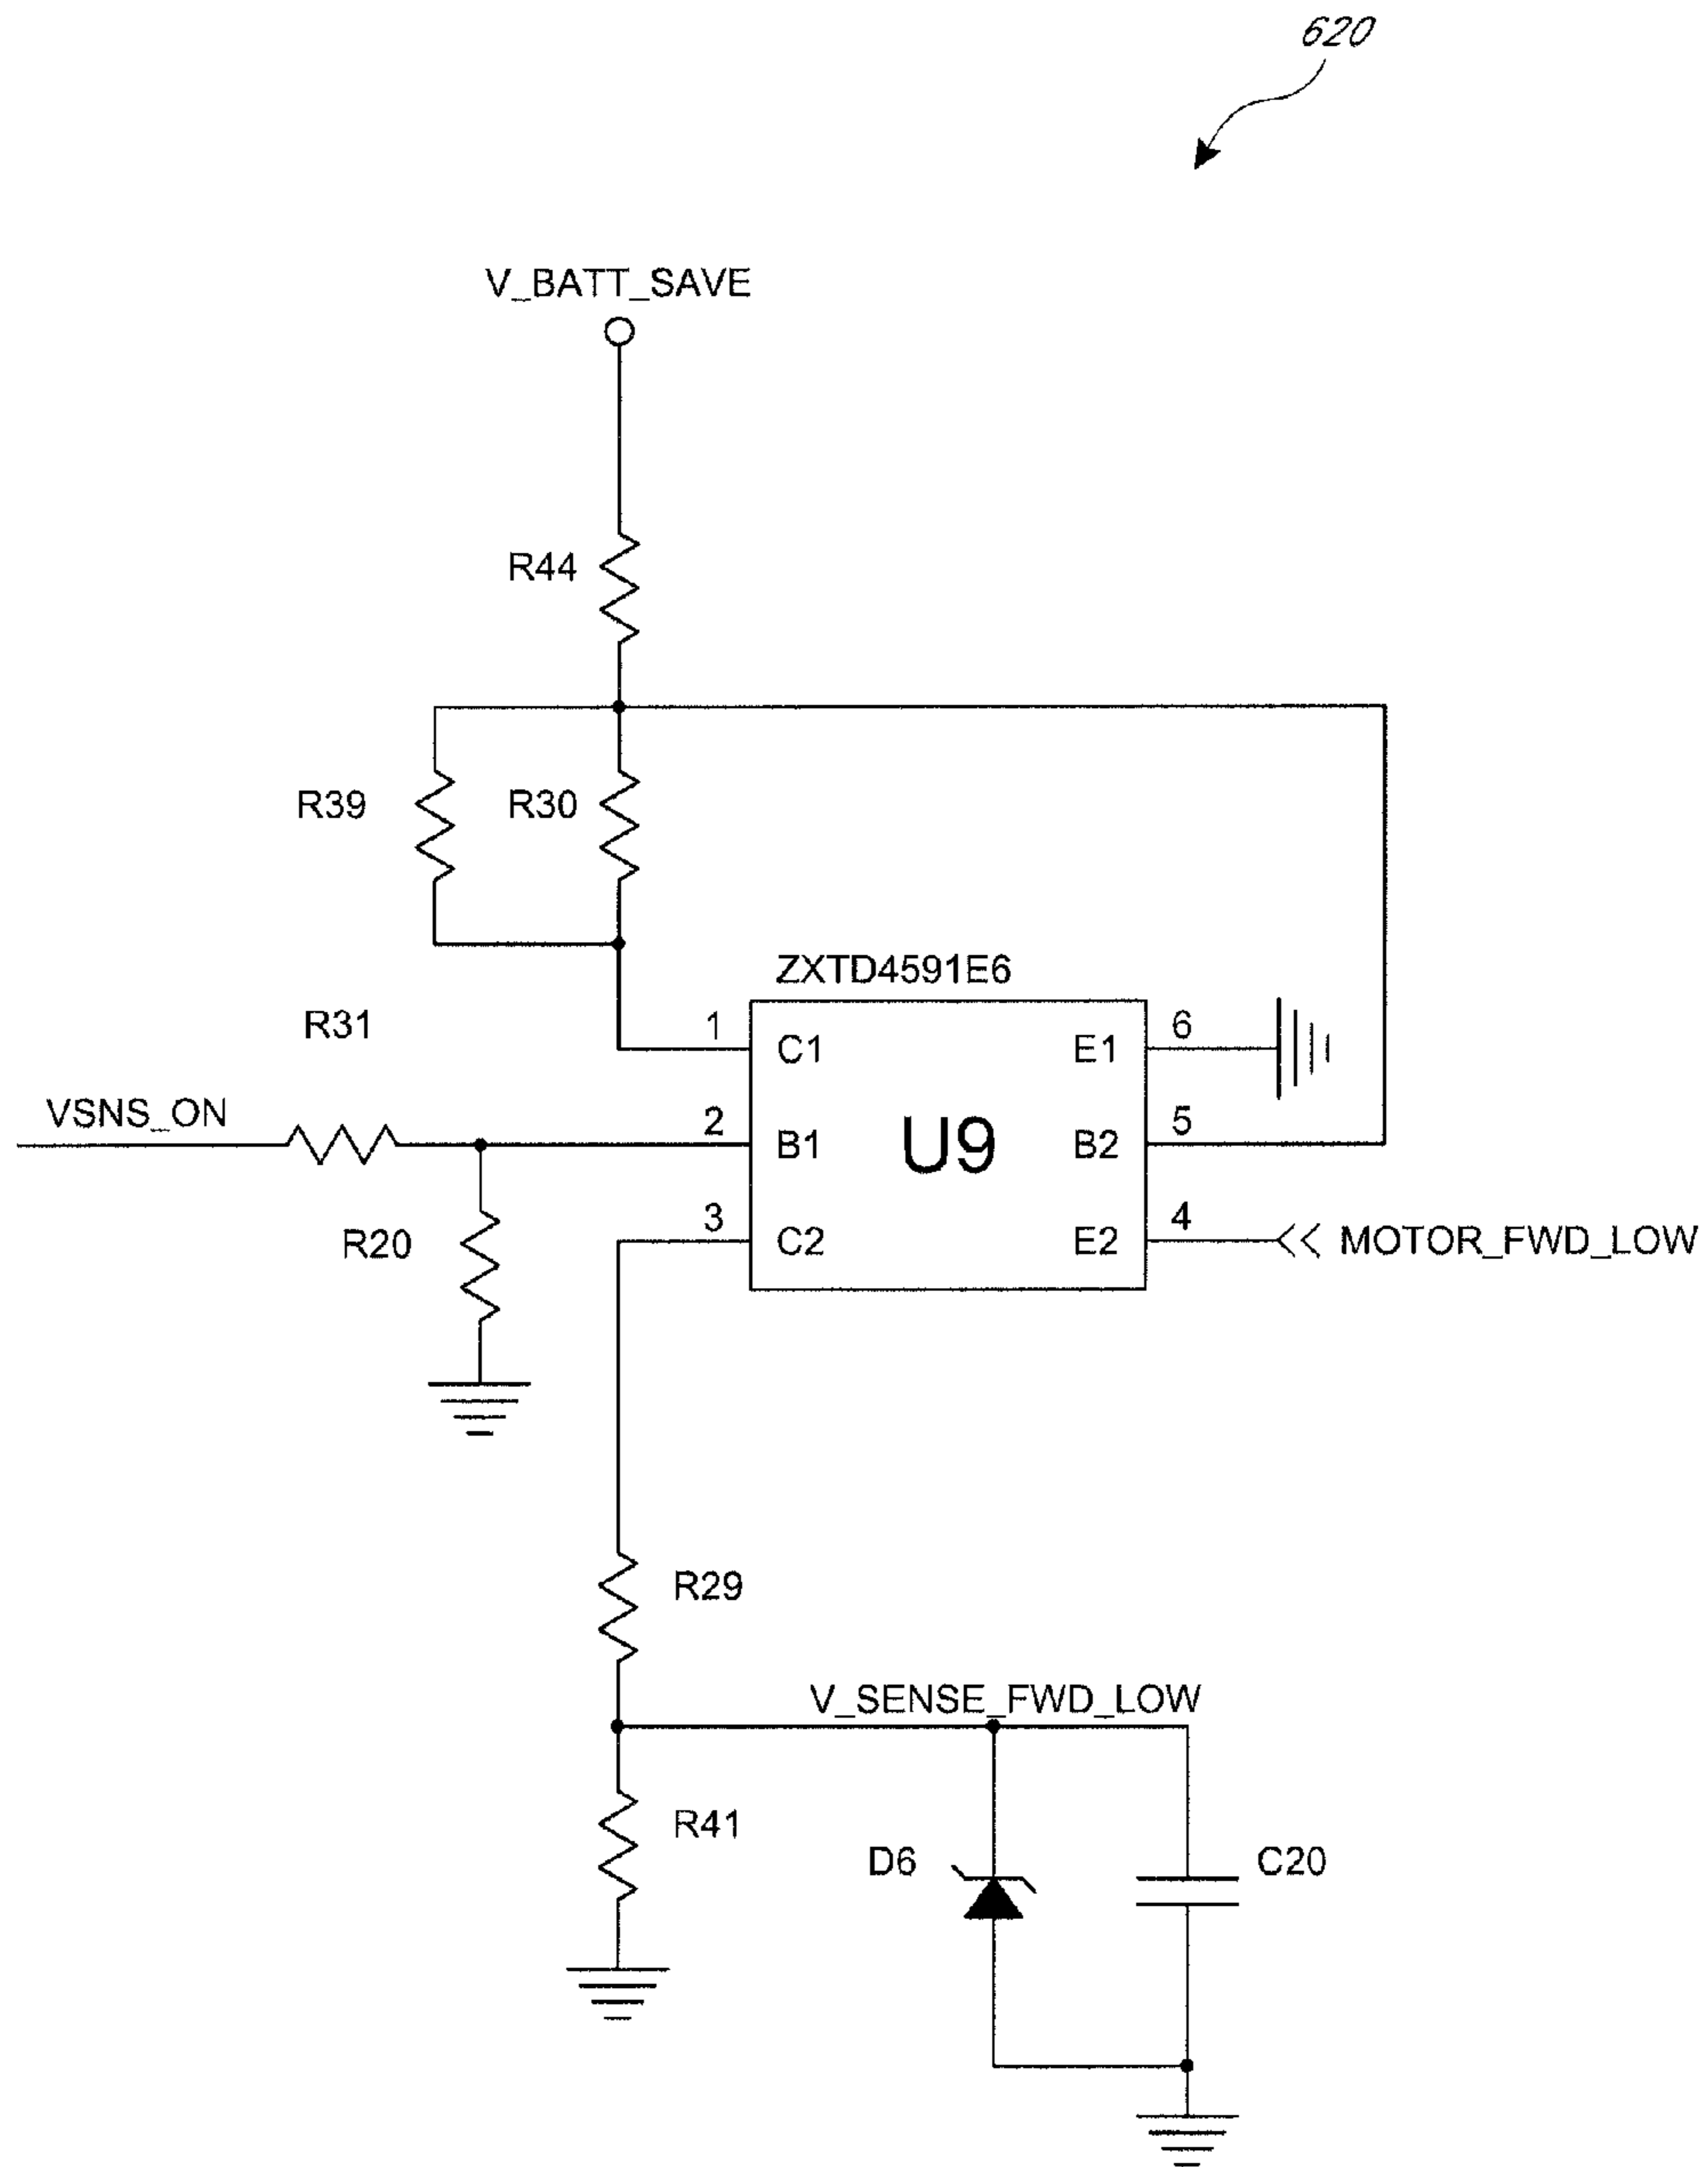 620
V_BATT_SAVE
R44
R39
R30
ZXTD4591E6
R31
1
C1
E1
6
VSNS_ON
2
B1
U9
B2
5
R20
3
C2
E2
4
MOTOR_FWD_LOW
R29
V_SENSE_FWD_LOW
R41
D6
C20